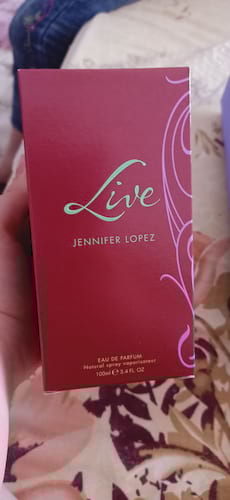 Live
JENNIFER LOPEZ
EAU DE PARFUM
Natural spray vaporisateur
100ml ℮ 3.4 FL. OZ